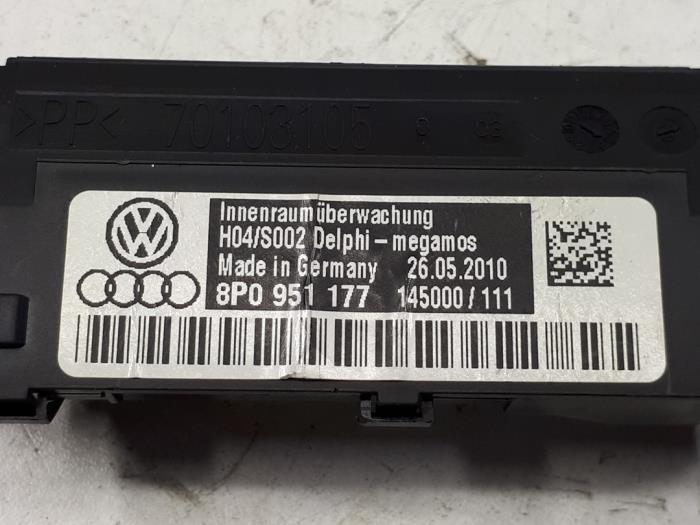 >PP< 70103105
Innenraumüberwachung
H04/S002 Delphi-megamos
Made in Germany 26.05.2010
8P0 951 177 145000/111